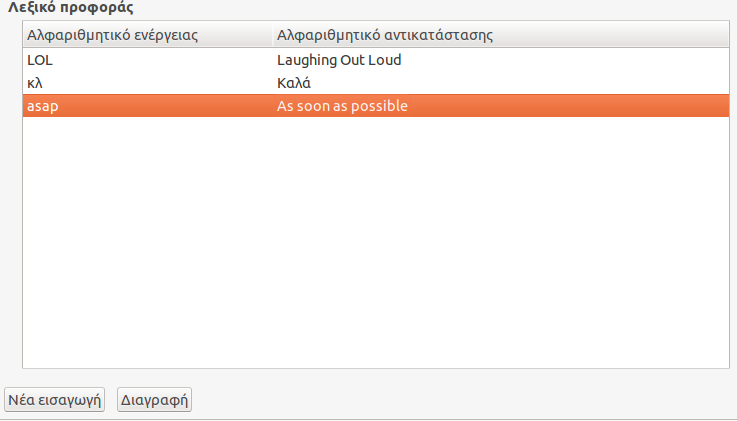 Λεξικό προφοράς
Αλφαριθμητικό ενέργειας Αλφαριθμητικό αντικατάστασης
LOL Laughing Out Loud
κλ Καλά
asap As soon as possible
Νέα εισαγωγή Διαγραφή